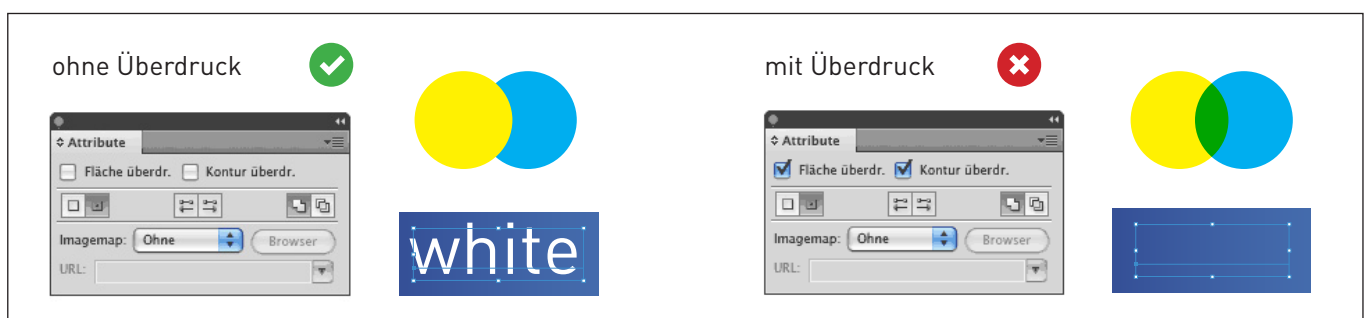 ohne Überdruck
Attribute
Fläche überdr. Kontur überdr.
Imagemap: Ohne Browser
URL:
white
mit Überdruck
Attribute
Fläche überdr. Kontur überdr.
Imagemap: Ohne Browser
URL: